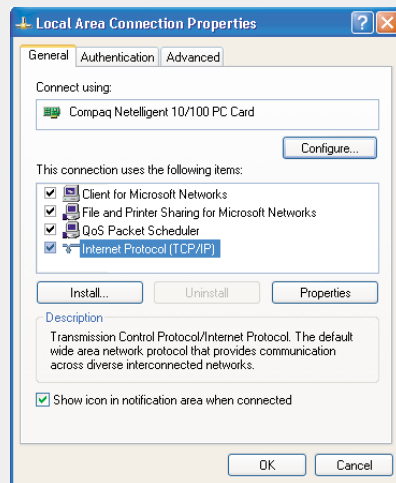 Local Area Connection Properties
General Authentication Advanced
Connect using:
Compaq Netelligent 10/100 PC Card
Configure...
This connection uses the following items:
Client for Microsoft Networks
File and Printer Sharing for Microsoft Networks
QoS Packet Scheduler
Internet Protocol (TCP/IP)
Install... Uninstall Properties
Description
Transmission Control Protocol/Internet Protocol. The default
wide area network protocol that provides communication
across diverse interconnected networks.
Show icon in notification area when connected
OK Cancel